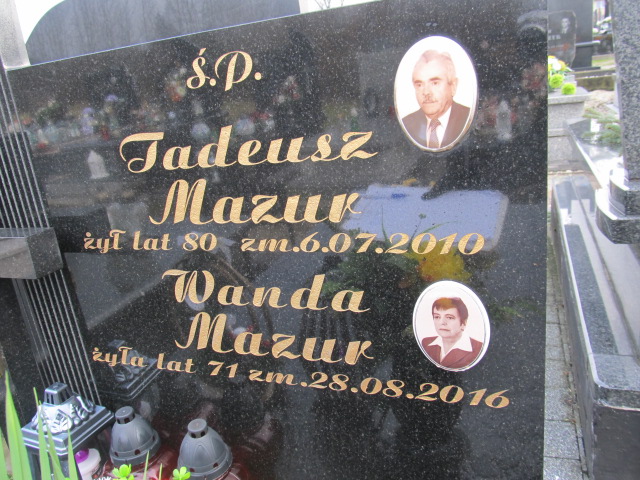 ś.p.
Tadeusz
Mazur
żył lat 80 zm.6.07.2010
Wanda
Mazur
żyła lat 71 zm.28.08.2016